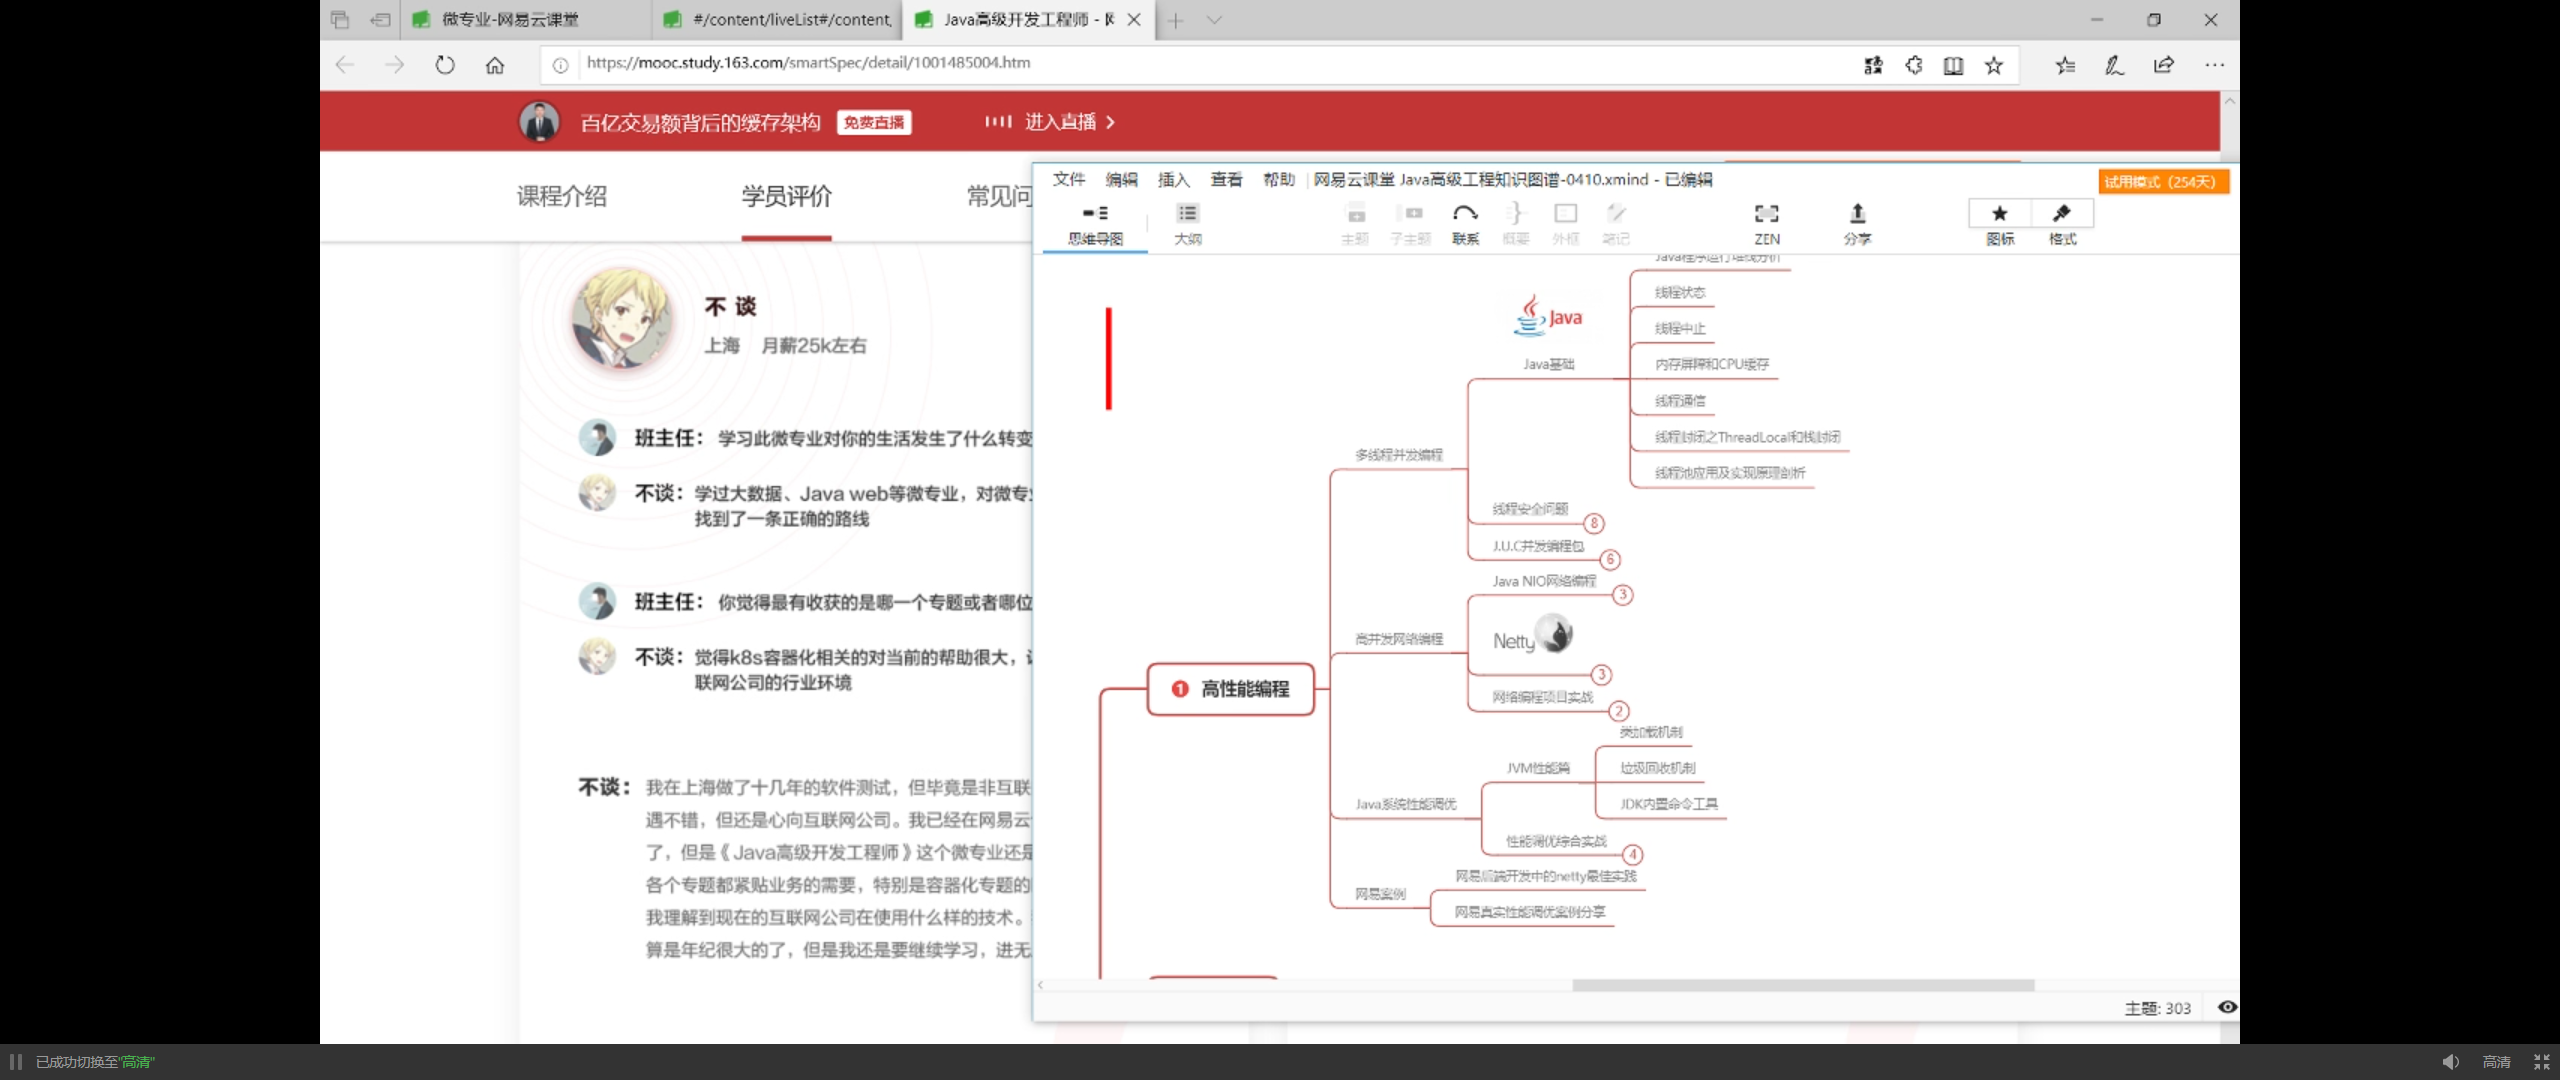 微专业-网易云课堂
#/content/liveList#/content,
Java高级开发工程师 - 网
https://mooc.study.163.com/smartSpec/detail/1001485004.htm
百亿交易额背后的缓存架构 免费直播 进入直播
课程介绍 学员评价 常见问
不 谈
上海 月薪25k左右
班主任： 学习此微专业对你的生活发生了什么转变
不谈： 学过大数据、Java web等微专业，对微专
找到了一条正确的路线
班主任： 你觉得最有收获的是哪一个专题或者哪位
不谈： 觉得k8s容器化相关的对当前的帮助很大，
联网公司的行业环境
不谈： 我在上海做了十几年的软件测试，但毕竟是非互联
遇不错，但还是心向互联网公司。我已经在网易云
了，但是《Java高级开发工程师》这个微专业还是
各个专题都紧贴业务的需要，特别是容器化专题的
我理解到现在的互联网公司在使用什么样的技术。
算是年纪很大的了，但是我还是要继续学习，进无
文件 编辑 插入 查看 帮助 网易云课堂 Java高级工程知识图谱-0410.xmind - 已编辑
试用模式（254天）
思维导图 大纲 主题 子主题 联系 概要 外框 笔记 ZEN 分享 图标 格式
Java程序运行堆栈分析
线程状态
Java
线程中止
Java基础
内存屏障和CPU缓存
线程通信
线程封闭之ThreadLocal和栈封闭
多线程并发编程
线程池应用及实现原理剖析
线程安全问题 8
J.U.C并发编程包 6
Java NIO网络编程 3
高并发网络编程
Netty
3
1 高性能编程
网络编程项目实战 2
类加载机制
JVM性能篇
垃圾回收机制
Java系统性能调优
JDK内置命令工具
性能调优综合实战 4
网易后端开发中的netty最佳实践
网易案例
网易真实性能调优案例分享
主题: 303
已成功切换至"高清"
高清